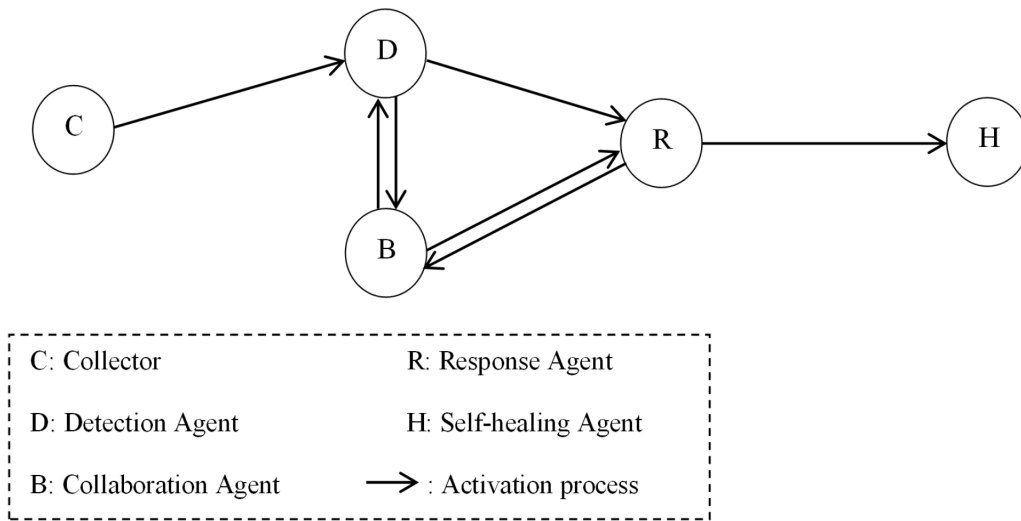 D
C
R
H
B
C: Collector
R: Response Agent
D: Detection Agent
H: Self-healing Agent
B: Collaboration Agent
: Activation process